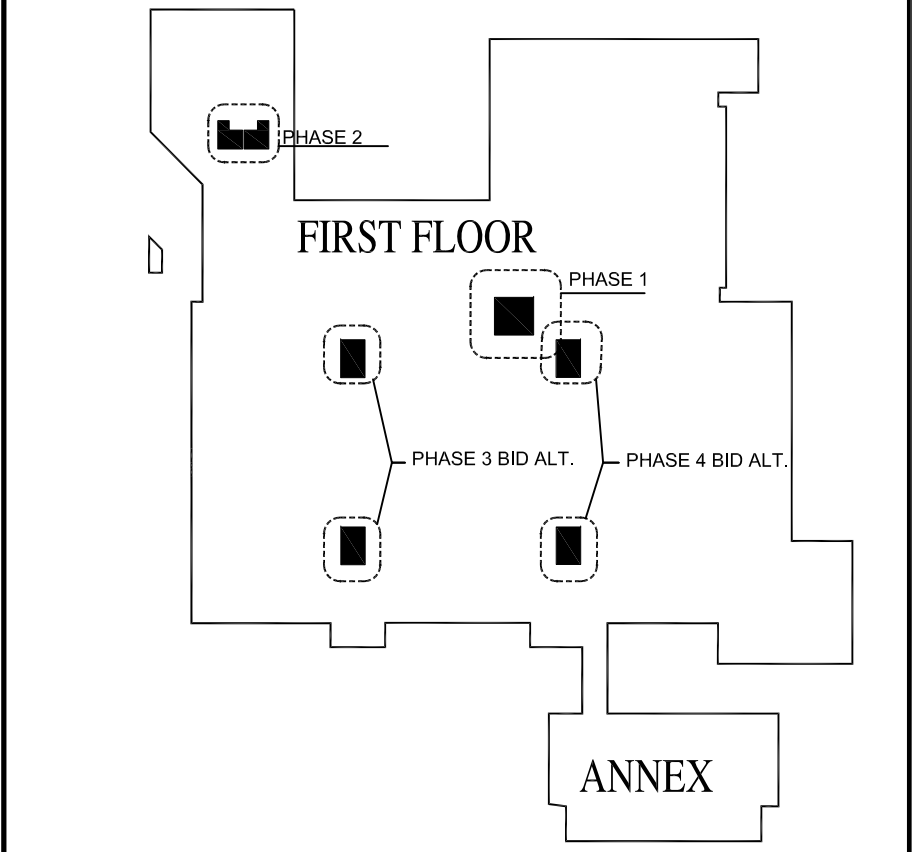 PHASE 2
FIRST FLOOR
PHASE 1
PHASE 3 BID ALT.
PHASE 4 BID ALT.
ANNEX